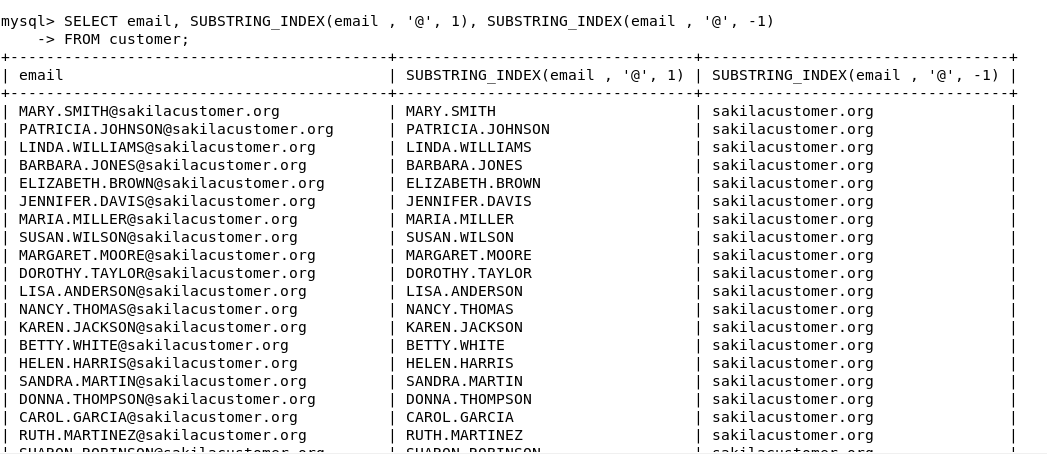 mysql> SELECT email, SUBSTRING_INDEX(email , '@', 1), SUBSTRING_INDEX(email , '@', -1)
    -> FROM customer;
+------------------------------------------+---------------------------------+----------------------------------+
| email                                    | SUBSTRING_INDEX(email , '@', 1) | SUBSTRING_INDEX(email , '@', -1) |
+------------------------------------------+---------------------------------+----------------------------------+
| MARY.SMITH@sakilacustomer.org            | MARY.SMITH                      | sakilacustomer.org               |
| PATRICIA.JOHNSON@sakilacustomer.org      | PATRICIA.JOHNSON                | sakilacustomer.org               |
| LINDA.WILLIAMS@sakilacustomer.org        | LINDA.WILLIAMS                  | sakilacustomer.org               |
| BARBARA.JONES@sakilacustomer.org         | BARBARA.JONES                   | sakilacustomer.org               |
| ELIZABETH.BROWN@sakilacustomer.org       | ELIZABETH.BROWN                 | sakilacustomer.org               |
| JENNIFER.DAVIS@sakilacustomer.org        | JENNIFER.DAVIS                  | sakilacustomer.org               |
| MARIA.MILLER@sakilacustomer.org          | MARIA.MILLER                    | sakilacustomer.org               |
| SUSAN.WILSON@sakilacustomer.org          | SUSAN.WILSON                    | sakilacustomer.org               |
| MARGARET.MOORE@sakilacustomer.org        | MARGARET.MOORE                  | sakilacustomer.org               |
| DOROTHY.TAYLOR@sakilacustomer.org        | DOROTHY.TAYLOR                  | sakilacustomer.org               |
| LISA.ANDERSON@sakilacustomer.org         | LISA.ANDERSON                   | sakilacustomer.org               |
| NANCY.THOMAS@sakilacustomer.org          | NANCY.THOMAS                    | sakilacustomer.org               |
| KAREN.JACKSON@sakilacustomer.org         | KAREN.JACKSON                   | sakilacustomer.org               |
| BETTY.WHITE@sakilacustomer.org           | BETTY.WHITE                     | sakilacustomer.org               |
| HELEN.HARRIS@sakilacustomer.org          | HELEN.HARRIS                    | sakilacustomer.org               |
| SANDRA.MARTIN@sakilacustomer.org         | SANDRA.MARTIN                   | sakilacustomer.org               |
| DONNA.THOMPSON@sakilacustomer.org        | DONNA.THOMPSON                  | sakilacustomer.org               |
| CAROL.GARCIA@sakilacustomer.org          | CAROL.GARCIA                    | sakilacustomer.org               |
| RUTH.MARTINEZ@sakilacustomer.org         | RUTH.MARTINEZ                   | sakilacustomer.org               |